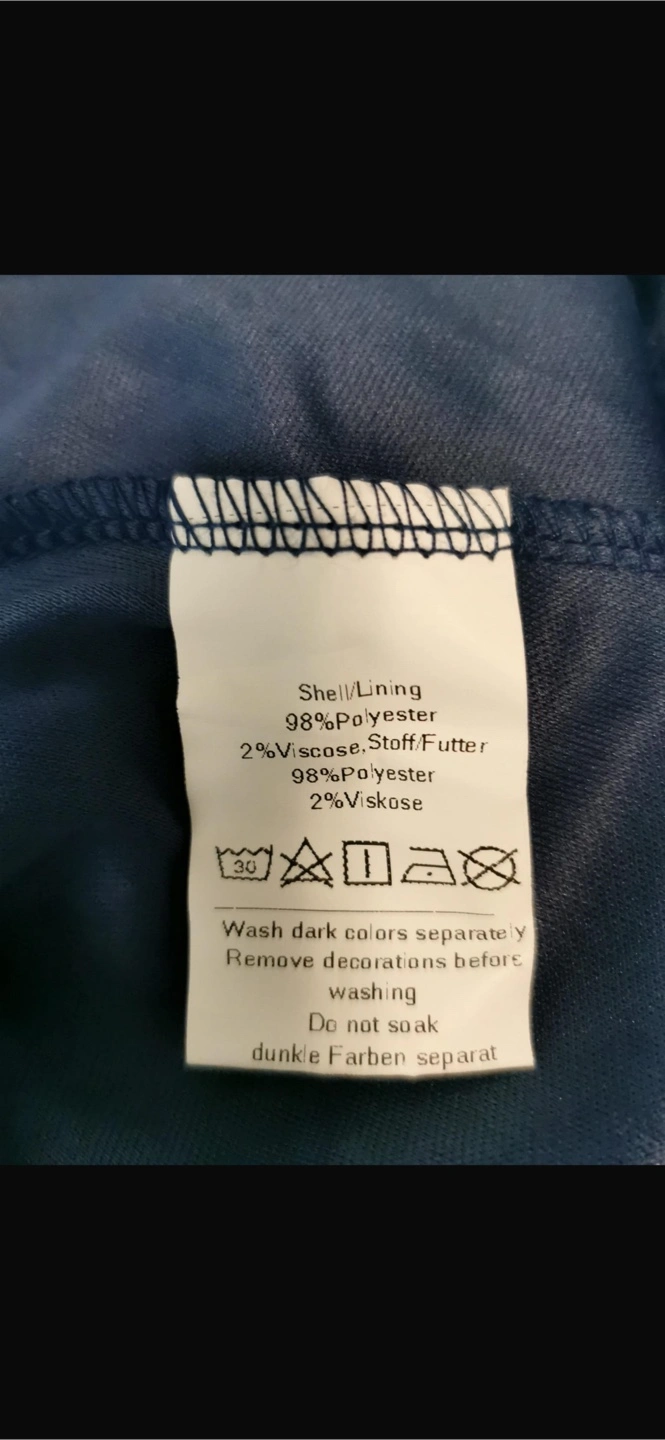 Shell/Lining
98%Polyester
2%Viscose,Stoff/Futter
98%Polyester
2%Viskose
30
Wash dark colors separately
Remove decorations before
washing
Do not soak
dunkle Farben separat